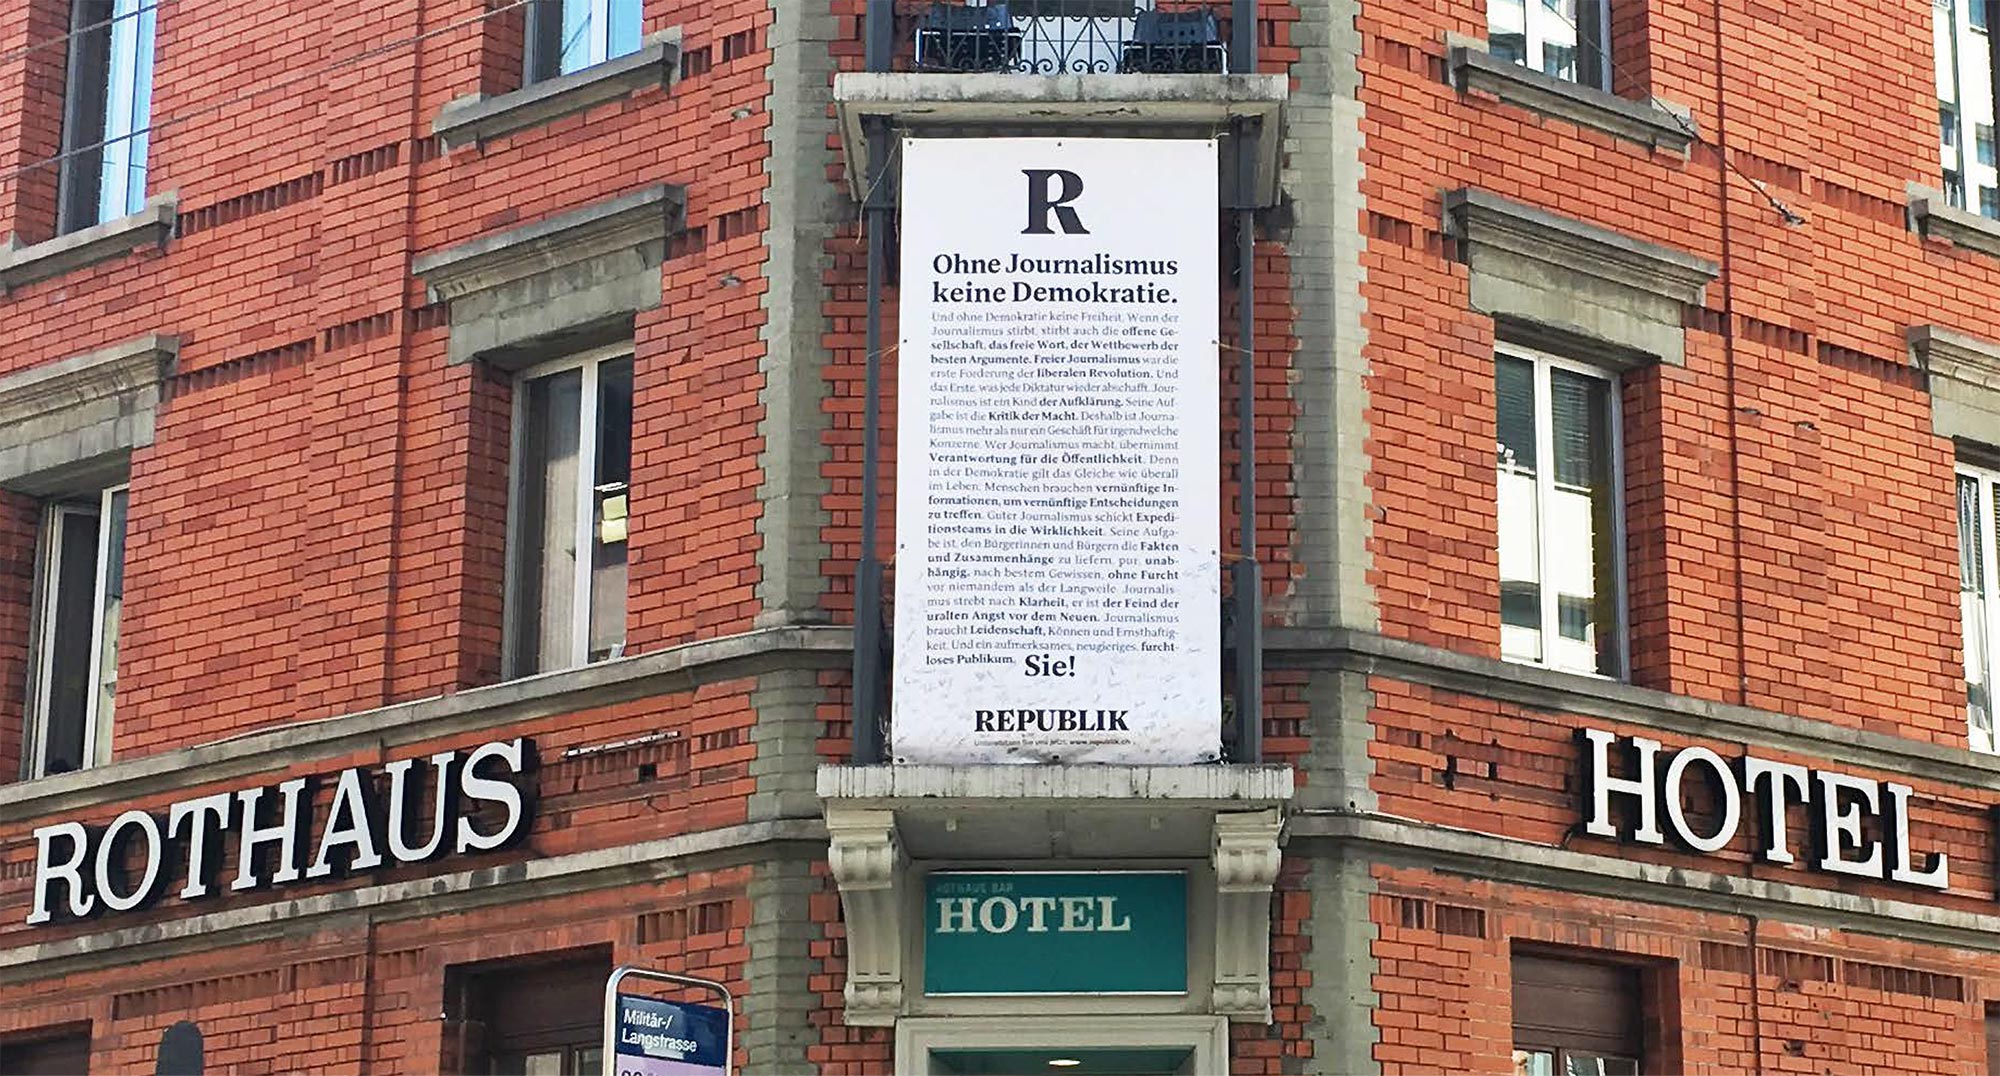 R
Ohne Journalismus
keine Demokratie.
Und ohne Demokratie keine Freiheit. Wenn der
Journalismus stirbt, stirbt auch die offene Ge-
sellschaft, das freie Wort, der Wettbewerb der
besten Argumente. Freier Journalismus war die
erste Forderung der liberalen Revolution. Und
das Erste, was jede Diktatur wieder abschafft. Jour-
nalismus ist ein Kind der Aufklärung. Seine Auf-
gabe ist die Kritik der Macht. Deshalb ist Journa-
lismus mehr als nur ein Geschäft für irgendwelche
Konzerne. Wer Journalismus macht, übernimmt
Verantwortung für die Öffentlichkeit. Denn
in der Demokratie gilt das Gleiche wie überall
im Leben: Menschen brauchen vernünftige In-
formationen, um vernünftige Entscheidungen
zu treffen. Guter Journalismus schickt Expedi-
tionsteams in die Wirklichkeit. Seine Aufga-
be ist, den Bürgerinnen und Bürgern die Fakten
und Zusammenhänge zu liefern, pur, unab-
hängig, nach bestem Gewissen, ohne Furcht
vor niemandem als der Langweile. Journalis-
mus strebt nach Klarheit, er ist der Feind der
uralten Angst vor dem Neuen. Journalismus
braucht Leidenschaft, Können und Ernsthaftig-
keit. Und ein aufmerksames, neugieriges, furcht-
loses Publikum. Sie!
REPUBLIK
Unterstützen Sie uns jetzt: www.republik.ch
ROTHAUS
HOTEL
ROTHAUS BAR
HOTEL
Militär-/
Langstrasse